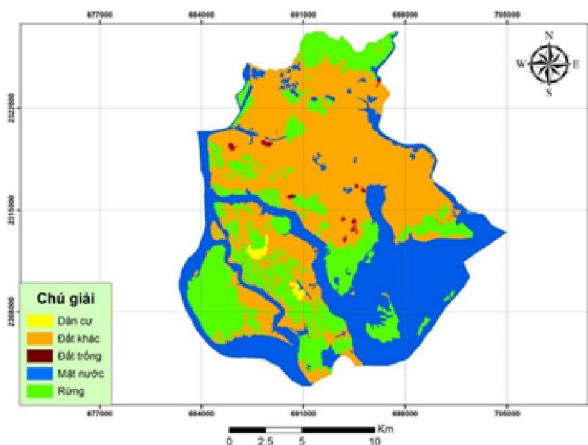 677000 684000 691000 698000 705000
N
W E
S
2322000
2315000
2308000
Chú giải
Dân cư
Đất khác
Đất trống
Mặt nước
Rừng
677000 684000 691000 698000 705000
Km
0 2.5 5 10